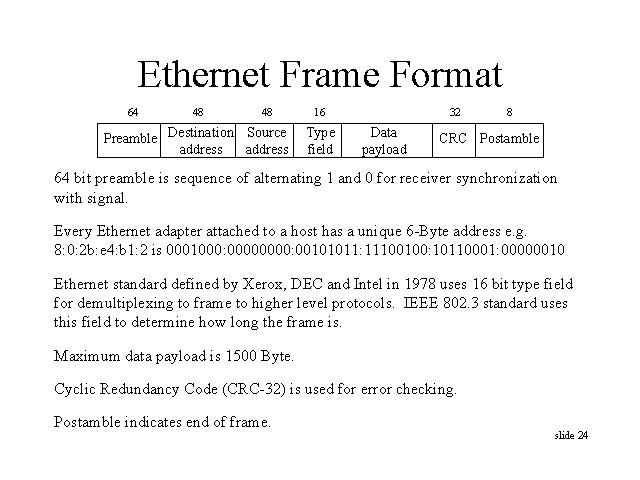 Ethernet Frame Format
64 48 48 16 32 8
Preamble Destination address Source address Type field Data payload CRC Postamble
64 bit preamble is sequence of alternating 1 and 0 for receiver synchronization
with signal.
Every Ethernet adapter attached to a host has a unique 6-Byte address e.g.
8:0:2b:e4:b1:2 is 0001000:00000000:00101011:11100100:10110001:00000010
Ethernet standard defined by Xerox, DEC and Intel in 1978 uses 16 bit type field
for demultiplexing to frame to higher level protocols. IEEE 802.3 standard uses
this field to determine how long the frame is.
Maximum data payload is 1500 Byte.
Cyclic Redundancy Code (CRC-32) is used for error checking.
Postamble indicates end of frame.
slide 24